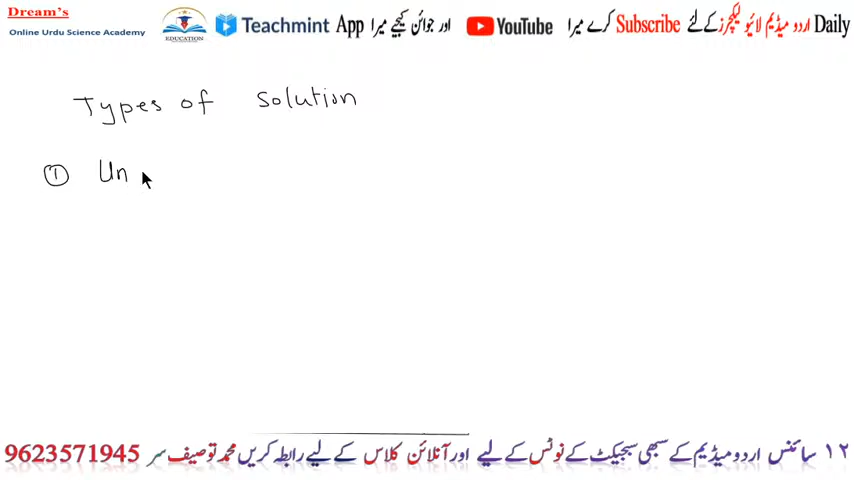 Dream's
Online Urdu Science Academy
EDUCATION
Teachmint App اور جوائن کیجیے میرا YouTube کرے میرا Subscribe اردو میڈیم لائیو لیکچرز کے لئے Daily
Types of solution
① Un
۱۲ سائنس اردو میڈیم کے سبھی سبجیکٹ کے نوٹس کے لیے اور آنلائن کلاس کے لیے رابطہ کریں محمد توصیف سر 9623571945